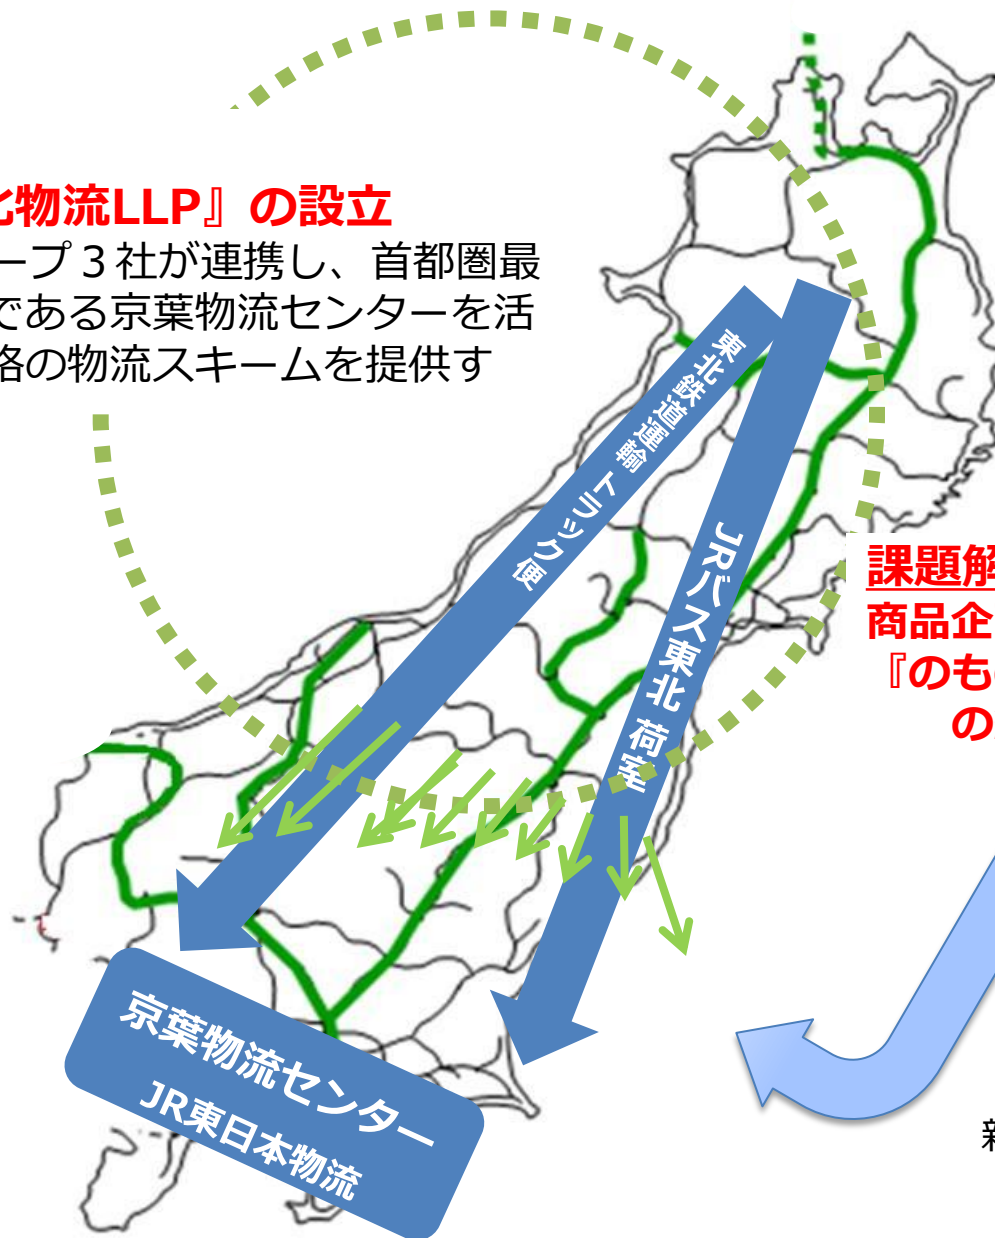 北物流LLP』の設立
ープ３社が連携し、首都圏最
である京葉物流センターを活
格の物流スキームを提供す
東北鉄道運輸 トラック便
JRバス東北 荷室
課題解
商品企
『のも
の
京葉物流センター
JR東日本物流
新